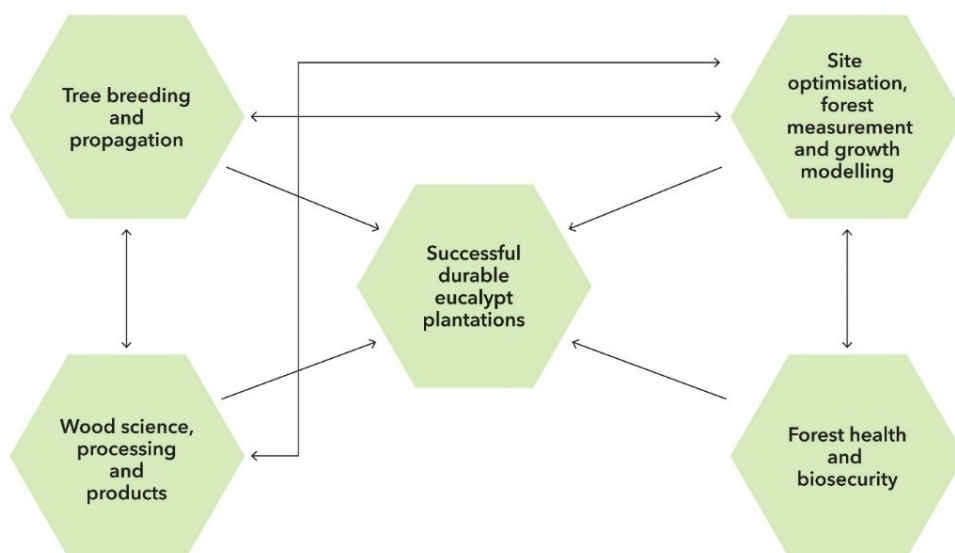 Tree breeding
and
propagation
Site
optimisation,
forest
measurement
and growth
modelling
Successful
durable
eucalypt
plantations
Wood science,
processing
and
products
Forest health
and
biosecurity